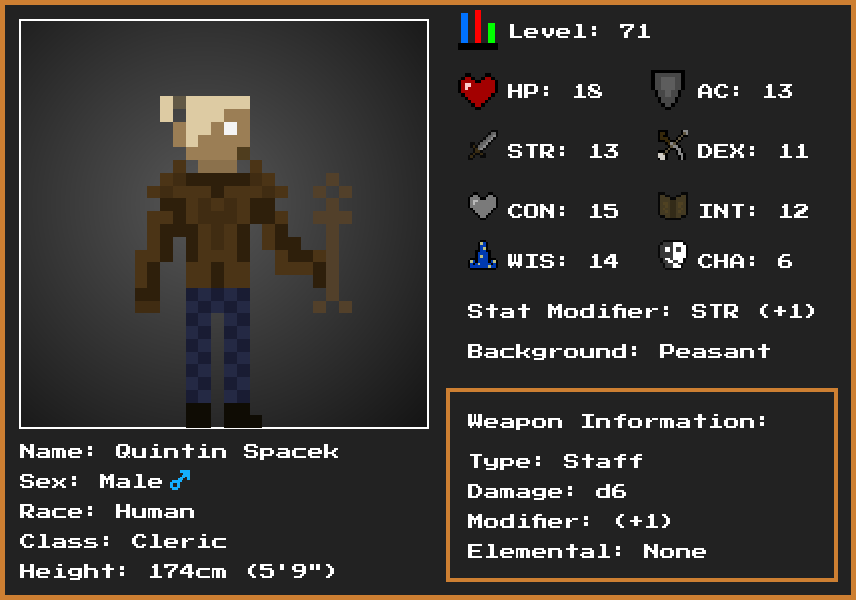 Level: 71
HP: 18 AC: 13
STR: 13 DEX: 11
CON: 15 INT: 12
WIS: 14 CHA: 6
Stat Modifier: STR (+1)
Background: Peasant
Weapon Information:
Type: Staff
Damage: d6
Modifier: (+1)
Elemental: None
Name: Quintin Spacek
Sex: Male♂
Race: Human
Class: Cleric
Height: 174cm (5'9")